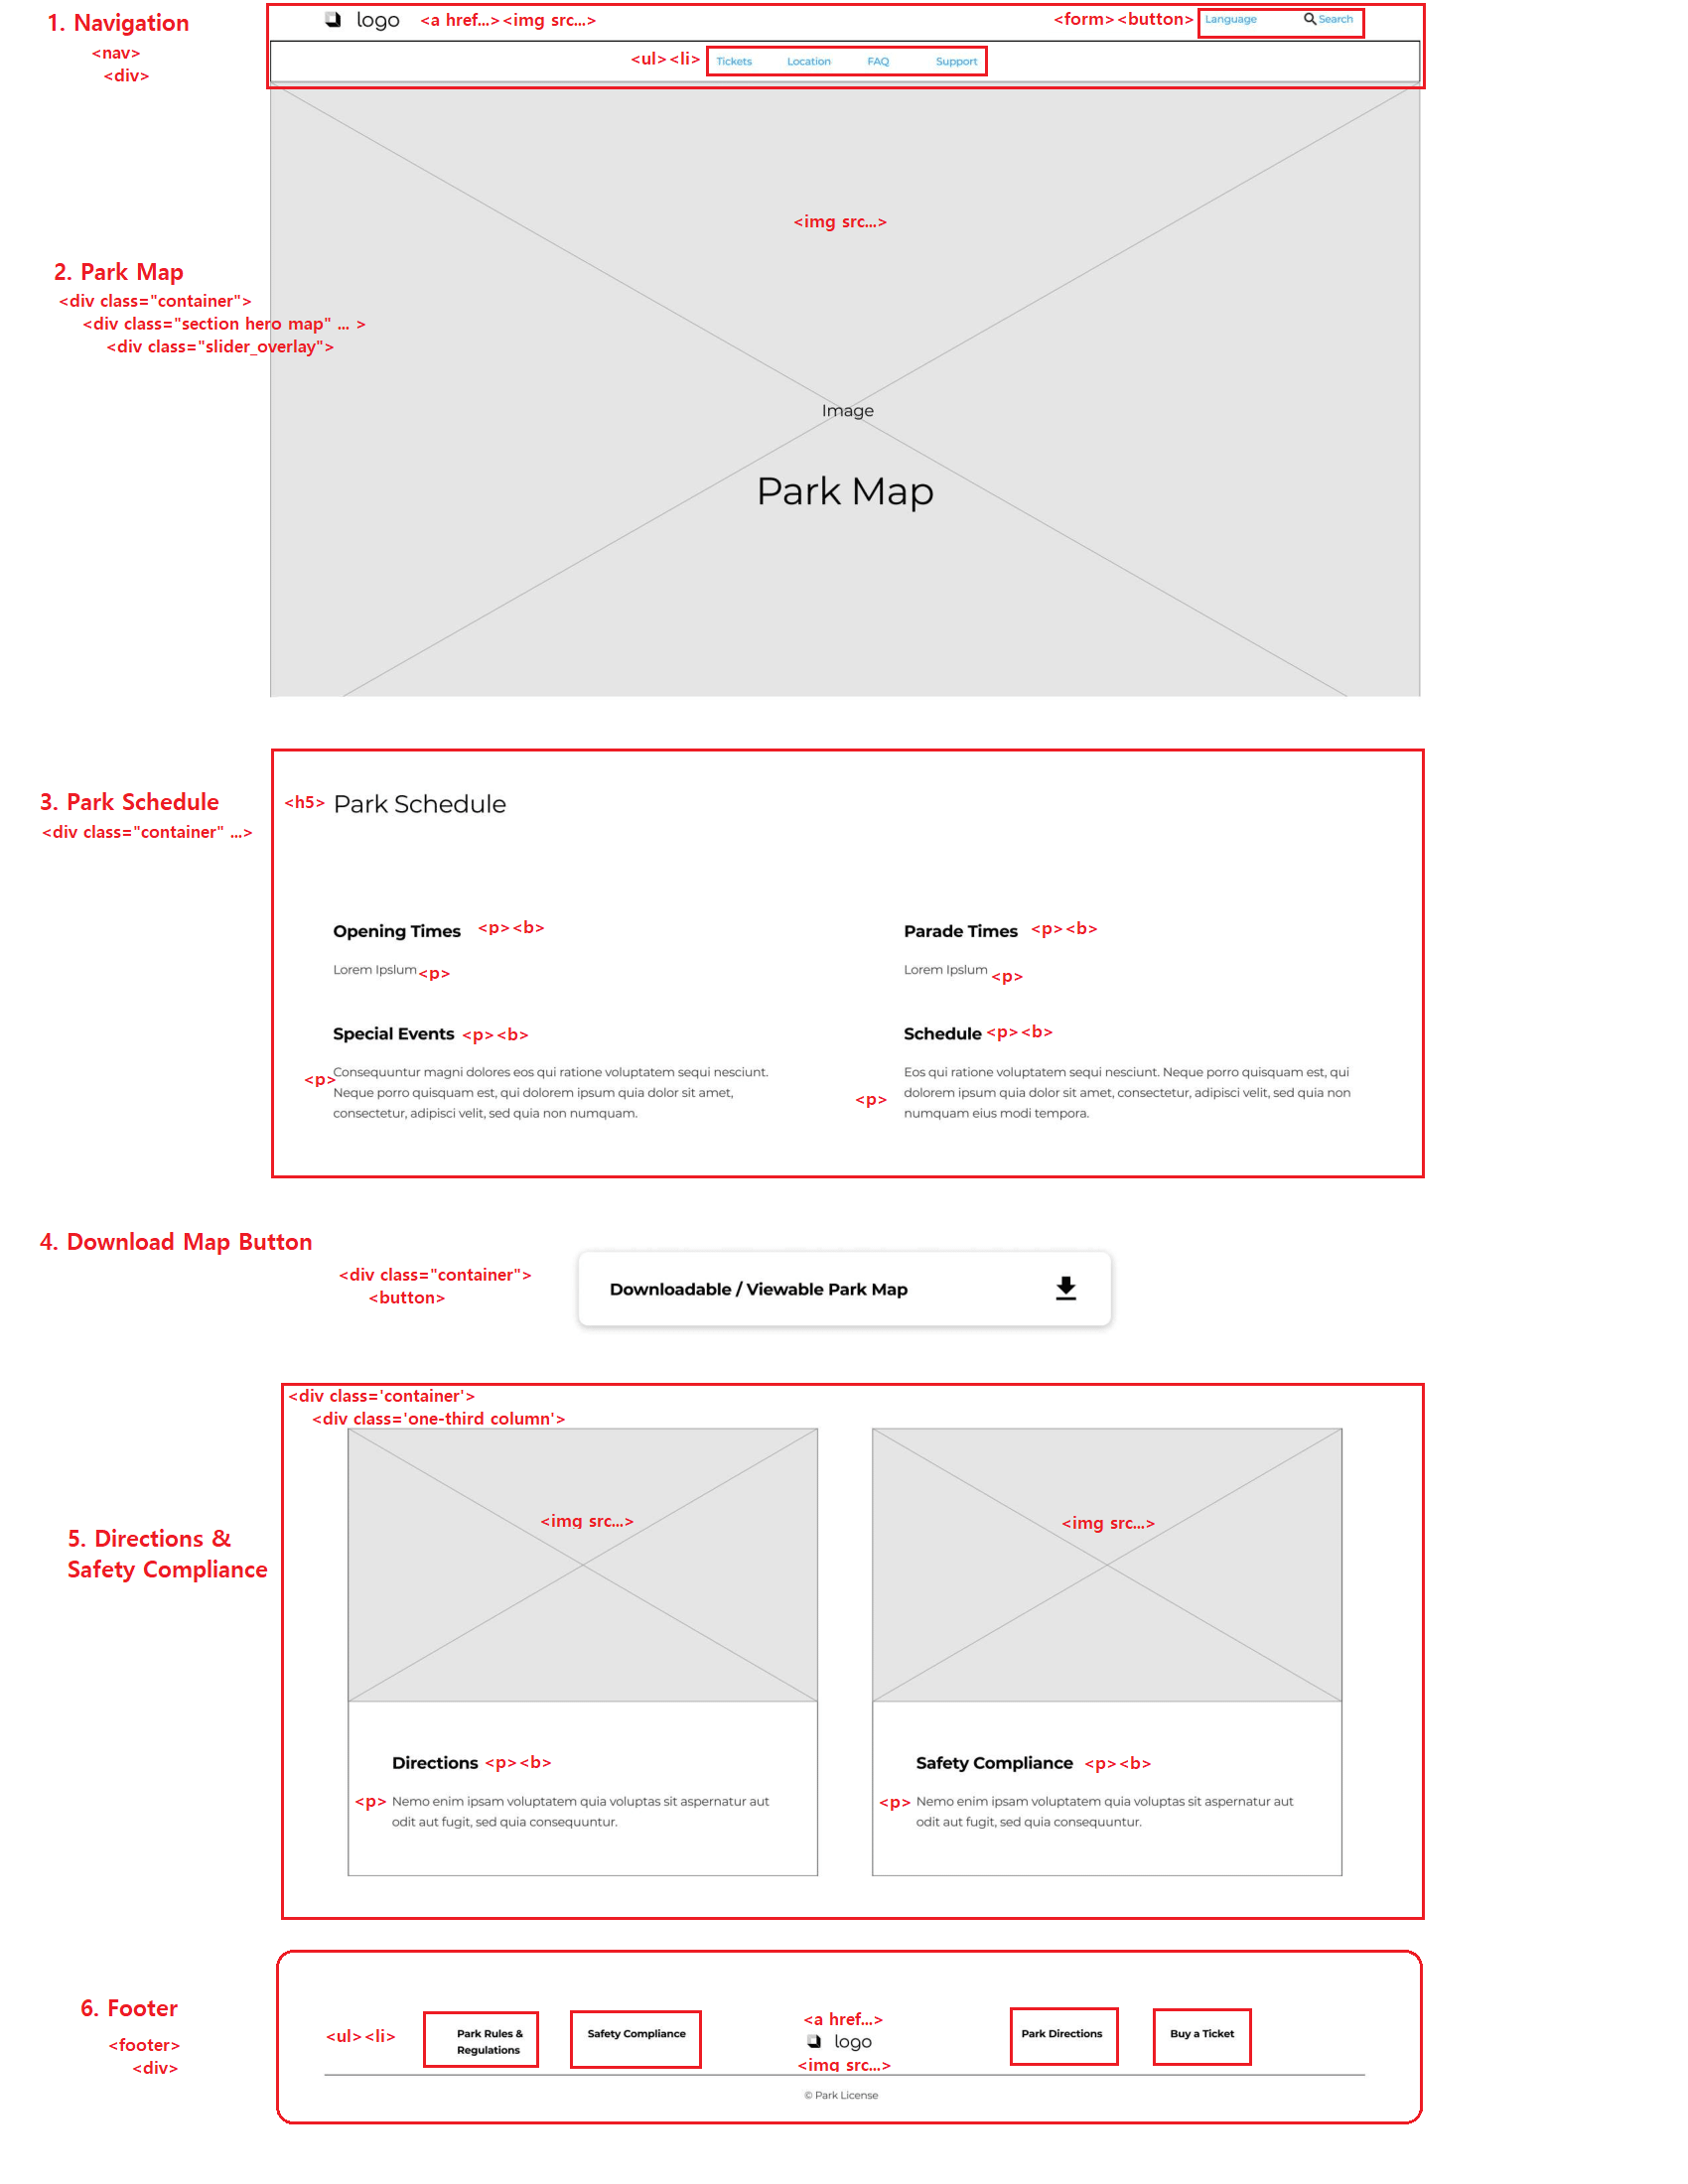 1. Navigation
<nav>
<div>
logo
<a href...><img src...>
<form><button>
Language
Search
<ul><li>
Tickets
Location
FAQ
Support
<img src...>
2. Park Map
<div class="container">
<div class="section hero map" ... >
<div class="slider_overlay">
Image
Park Map
3. Park Schedule
<div class="container" ...>
<h5>
Park Schedule
Opening Times
<p><b>
Lorem Ipslum
<p>
Parade Times
<p><b>
Lorem Ipslum
<p>
Special Events
<p><b>
<p>
Consequuntur magni dolores eos qui ratione voluptatem sequi nesciunt.
Neque porro quisquam est, qui dolorem ipsum quia dolor sit amet,
consectetur, adipisci velit, sed quia non numquam.
Schedule
<p><b>
<p>
Eos qui ratione voluptatem sequi nesciunt. Neque porro quisquam est, qui
dolorem ipsum quia dolor sit amet, consectetur, adipisci velit, sed quia non
numquam eius modi tempora.
4. Download Map Button
<div class="container">
<button>
Downloadable / Viewable Park Map
5. Directions &
Safety Compliance
<div class='container'>
<div class='one-third column'>
<img src...>
<img src...>
Directions
<p><b>
<p>
Nemo enim ipsam voluptatem quia voluptas sit aspernatur aut
odit aut fugit, sed quia consequuntur.
Safety Compliance
<p><b>
<p>
Nemo enim ipsam voluptatem quia voluptas sit aspernatur aut
odit aut fugit, sed quia consequuntur.
6. Footer
<footer>
<div>
<ul><li>
Park Rules &
Regulations
Safety Compliance
<a href...>
logo
<img src...>
Park Directions
Buy a Ticket
© Park License